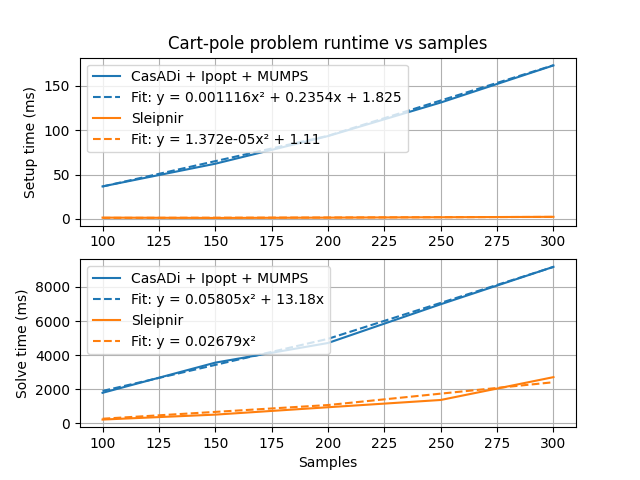 Cart-pole problem runtime vs samples
Setup time (ms)
150
100
50
0
CasADi + Ipopt + MUMPS
Fit: y = 0.001116x² + 0.2354x + 1.825
Sleipnir
Fit: y = 1.372e-05x² + 1.11
100 125 150 175 200 225 250 275 300
Solve time (ms)
8000
6000
4000
2000
0
CasADi + Ipopt + MUMPS
Fit: y = 0.05805x² + 13.18x
Sleipnir
Fit: y = 0.02679x²
100 125 150 175 200 225 250 275 300
Samples